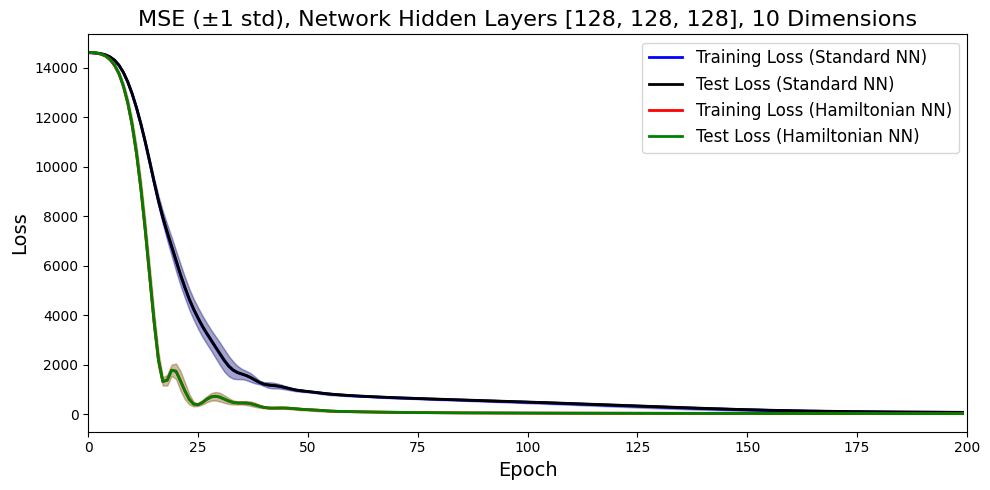 MSE (±1 std), Network Hidden Layers [128, 128, 128], 10 Dimensions
Training Loss (Standard NN)
Test Loss (Standard NN)
Training Loss (Hamiltonian NN)
Test Loss (Hamiltonian NN)
Loss
14000
12000
10000
8000
6000
4000
2000
0
0 25 50 75 100 125 150 175 200
Epoch